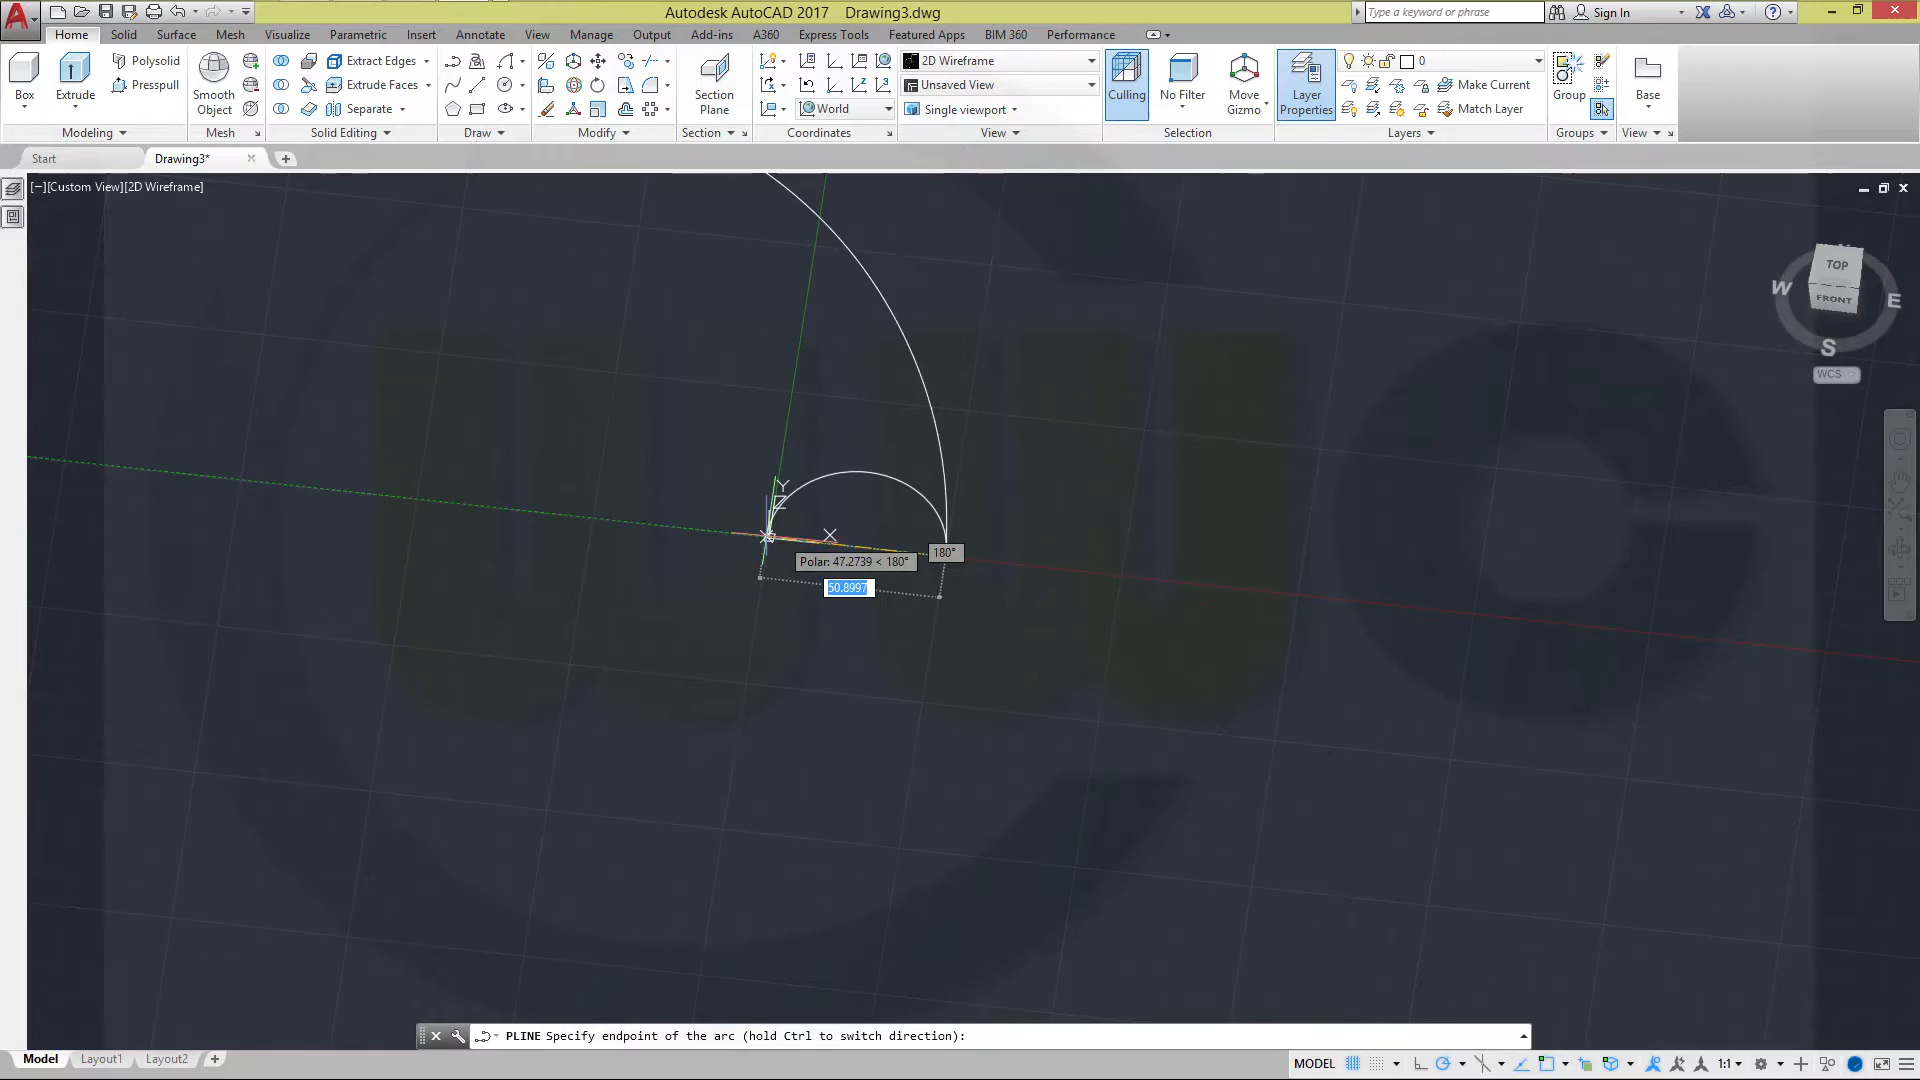 Autodesk AutoCAD 2017 Drawing3.dwg
Type a keyword or phrase
Sign In
Home Solid Surface Mesh Visualize Parametric Insert Annotate View Manage Output Add-ins A360 Express Tools Featured Apps BIM 360 Performance
Box
Extrude
Polysolid
Presspull
Modeling
Smooth
Object
Mesh
Extract Edges
Extrude Faces
Separate
Solid Editing
Draw
Modify
Section
Plane
Section
World
Coordinates
2D Wireframe
Unsaved View
Single viewport
View
Culling
No Filter
Move
Gizmo
Selection
Layer
Properties
0
Make Current
Match Layer
Layers
Group
Groups
Base
View
Start
Drawing3*
[−][Custom View][2D Wireframe]
TOP
FRONT
W
E
S
WCS
Y
Z
X
Polar: 47.2739 < 180°
180°
50.8997
PLINE Specify endpoint of the arc (hold Ctrl to switch direction):
Model Layout1 Layout2
MODEL
1:1